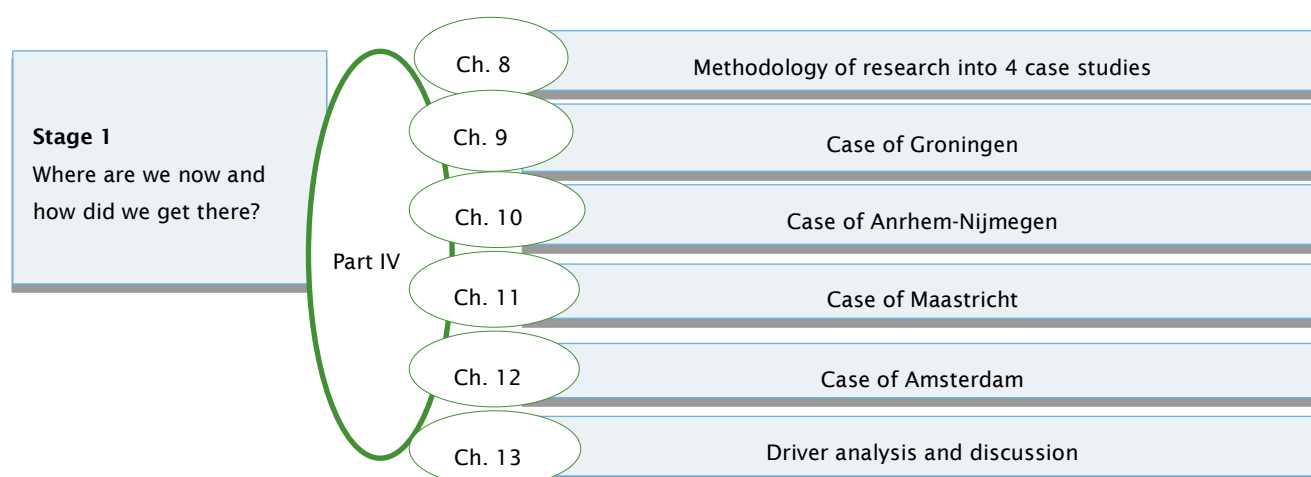 Stage 1
Where are we now and
how did we get there?
Part IV
Ch. 8
Methodology of research into 4 case studies
Ch. 9
Case of Groningen
Ch. 10
Case of Anrhem-Nijmegen
Ch. 11
Case of Maastricht
Ch. 12
Case of Amsterdam
Ch. 13
Driver analysis and discussion